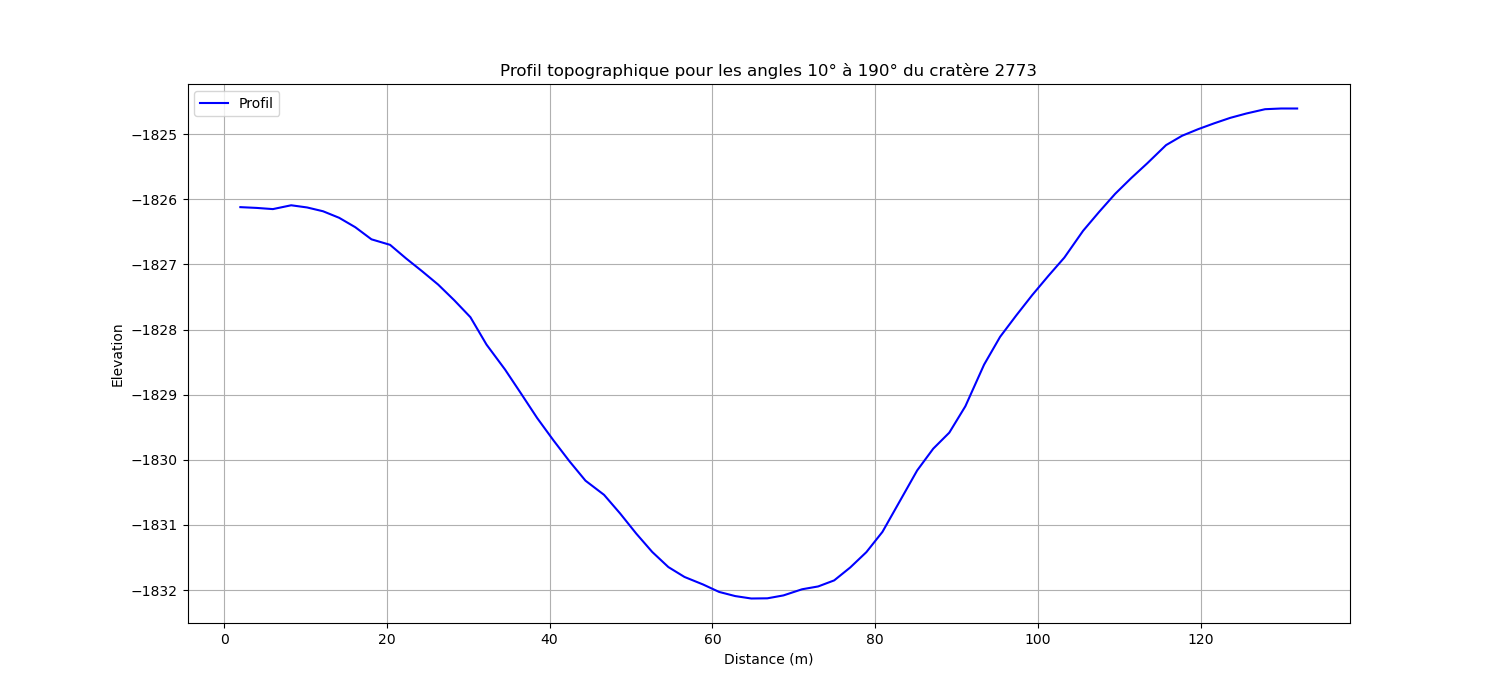 Profil topographique pour les angles 10° à 190° du cratère 2773
Profil
−1825
−1826
−1827
−1828
−1829
−1830
−1831
−1832
Elevation
0 20 40 60 80 100 120
Distance (m)